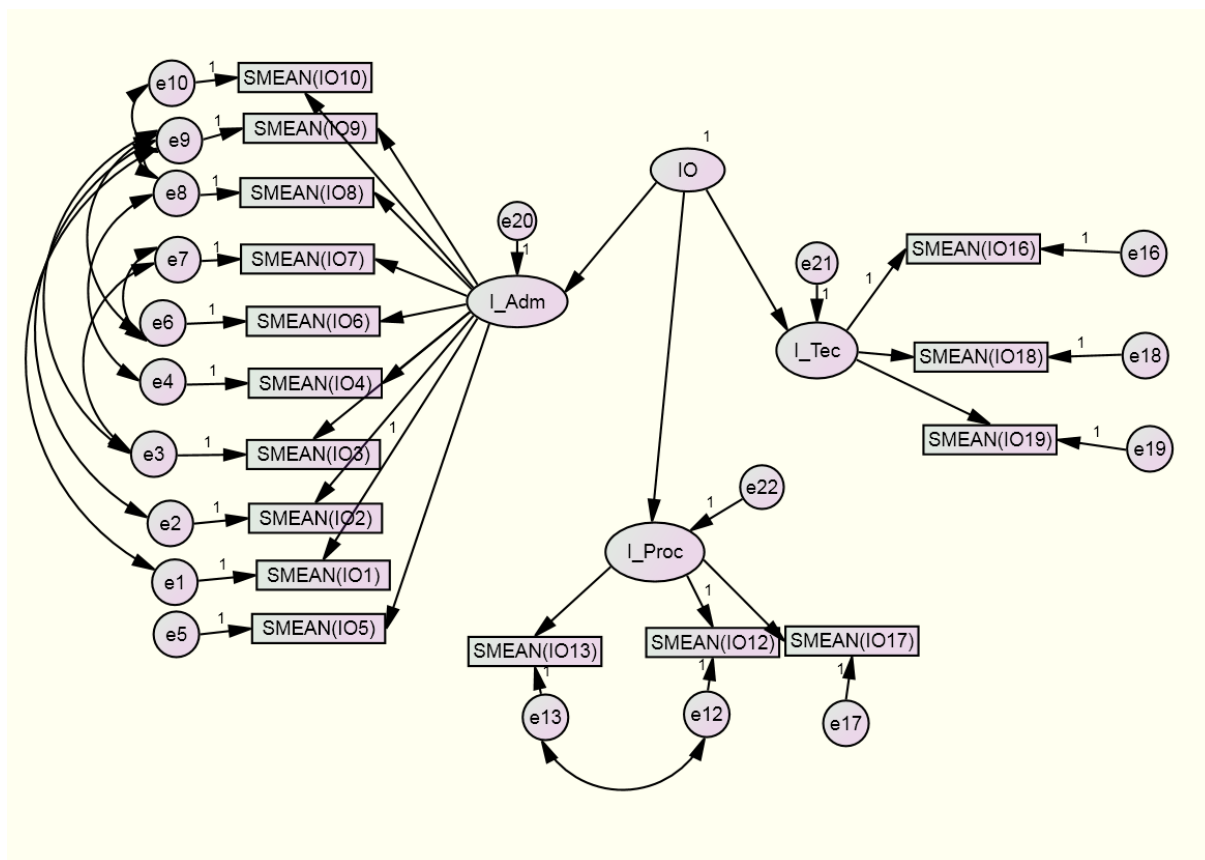 e10 1 SMEAN(IO10)
e9 1 SMEAN(IO9)
e8 1 SMEAN(IO8)
e7 1 SMEAN(IO7)
e6 1 SMEAN(IO6)
e4 1 SMEAN(IO4)
e3 1 SMEAN(IO3)
e2 1 SMEAN(IO2)
e1 1 SMEAN(IO1)
e5 1 SMEAN(IO5)
e20
1
I_Adm
1
1
IO
e21
1
I_Tec
1
SMEAN(IO16) 1 e16
SMEAN(IO18) 1 e18
SMEAN(IO19) 1 e19
e22
1
I_Proc
1
SMEAN(IO13) SMEAN(IO12) SMEAN(IO17)
1 1 1
e13 e12 e17